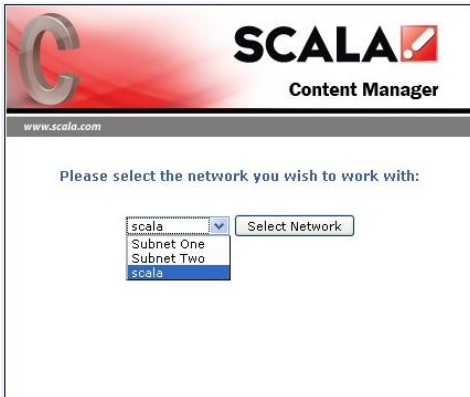 C
SCALA
Content Manager
www.scala.com
Please select the network you wish to work with:
scala
Select Network
Subnet One
Subnet Two
scala